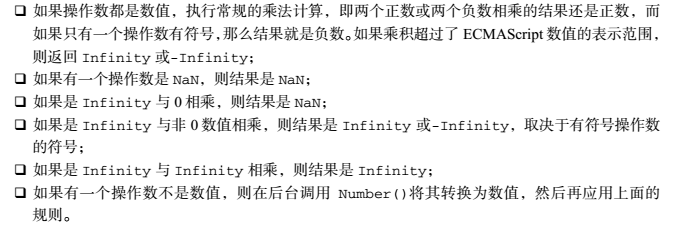 ❑ 如果操作数都是数值，执行常规的乘法计算，即两个正数或两个负数相乘的结果还是正数，而
如果只有一个操作数有符号，那么结果就是负数。如果乘积超过了 ECMAScript 数值的表示范围，
则返回 Infinity 或-Infinity；
❑ 如果有一个操作数是 NaN，则结果是 NaN；
❑ 如果是 Infinity 与 0 相乘，则结果是 NaN；
❑ 如果是 Infinity 与非 0 数值相乘，则结果是 Infinity 或-Infinity，取决于有符号操作数
的符号；
❑ 如果是 Infinity 与 Infinity 相乘，则结果是 Infinity；
❑ 如果有一个操作数不是数值，则在后台调用 Number()将其转换为数值，然后再应用上面的
规则。